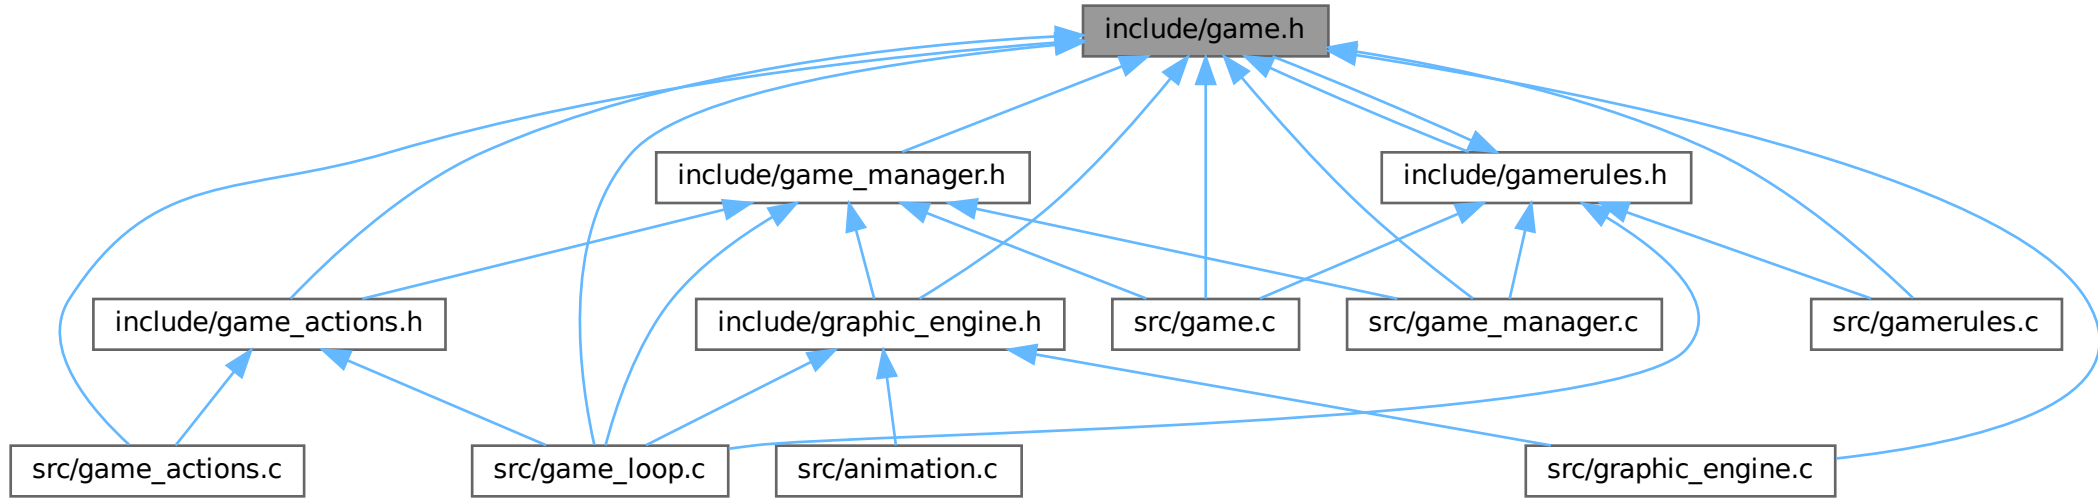 include/game.h
include/game_manager.h
include/gamerules.h
include/game_actions.h
include/graphic_engine.h
src/game.c
src/game_manager.c
src/gamerules.c
src/game_actions.c
src/game_loop.c
src/animation.c
src/graphic_engine.c